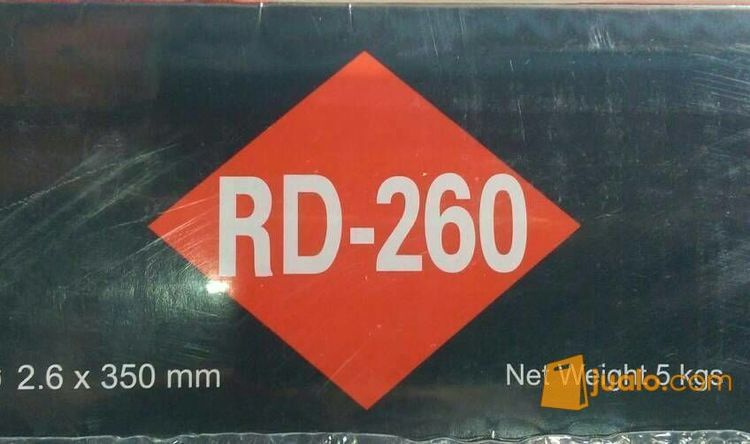 RD-260
2.6 x 350 mm
Net Weight 5 kgs
jualo.com